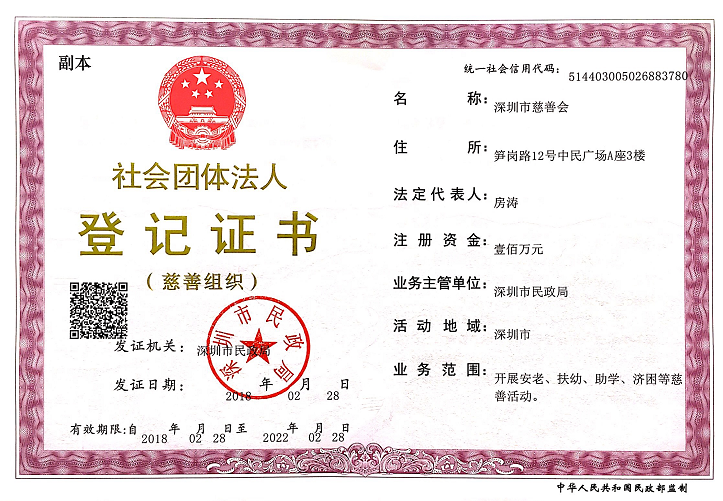 副本
统一社会信用代码: 514403005026883780
社会团体法人
登记证书
(慈善组织)
名称: 深圳市慈善会
住所: 笋岗路12号中民广场A座3楼
法定代表人: 房涛
注册资金: 壹佰万元
业务主管单位: 深圳市民政局
活动地域: 深圳市
业务范围: 开展安老、扶幼、助学、济困等慈
善活动。
发证机关: 深圳市民政局
深圳市民政局
发证日期: 2018年02月28日
有效期限:自2018年02月28日至2022年02月28日
中华人民共和国民政部监制